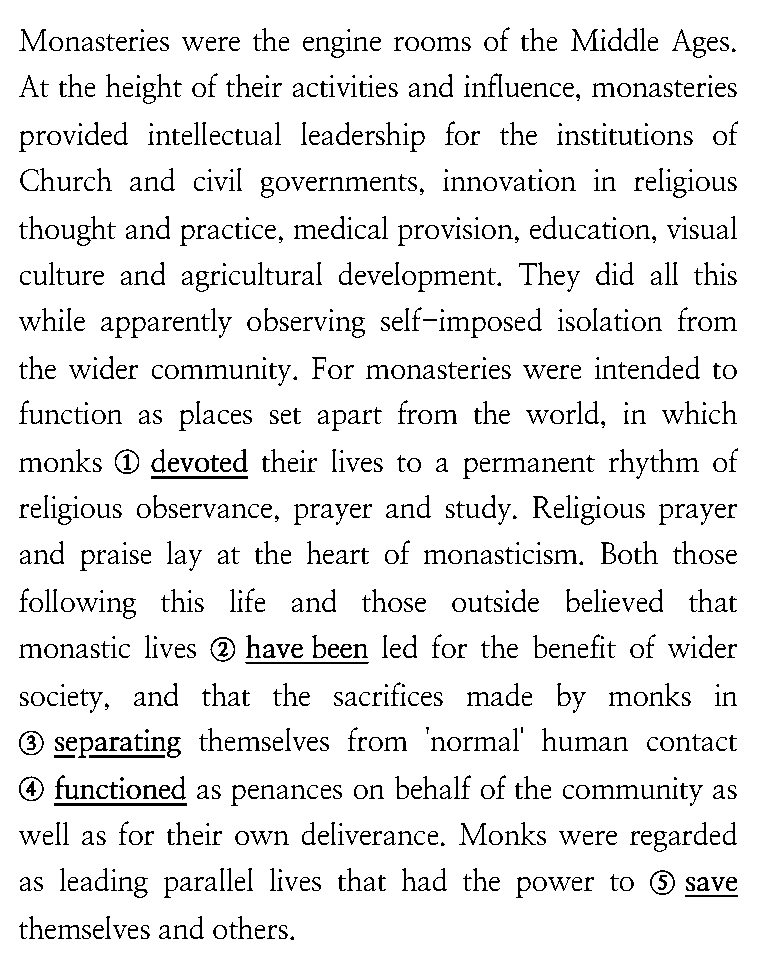 Monasteries were the engine rooms of the Middle Ages.
At the height of their activities and influence, monasteries
provided intellectual leadership for the institutions of
Church and civil governments, innovation in religious
thought and practice, medical provision, education, visual
culture and agricultural development. They did all this
while apparently observing self-imposed isolation from
the wider community. For monasteries were intended to
function as places set apart from the world, in which
monks ① devoted their lives to a permanent rhythm of
religious observance, prayer and study. Religious prayer
and praise lay at the heart of monasticism. Both those
following this life and those outside believed that
monastic lives ② have been led for the benefit of wider
society, and that the sacrifices made by monks in
③ separating themselves from 'normal' human contact
④ functioned as penances on behalf of the community as
well as for their own deliverance. Monks were regarded
as leading parallel lives that had the power to ⑤ save
themselves and others.